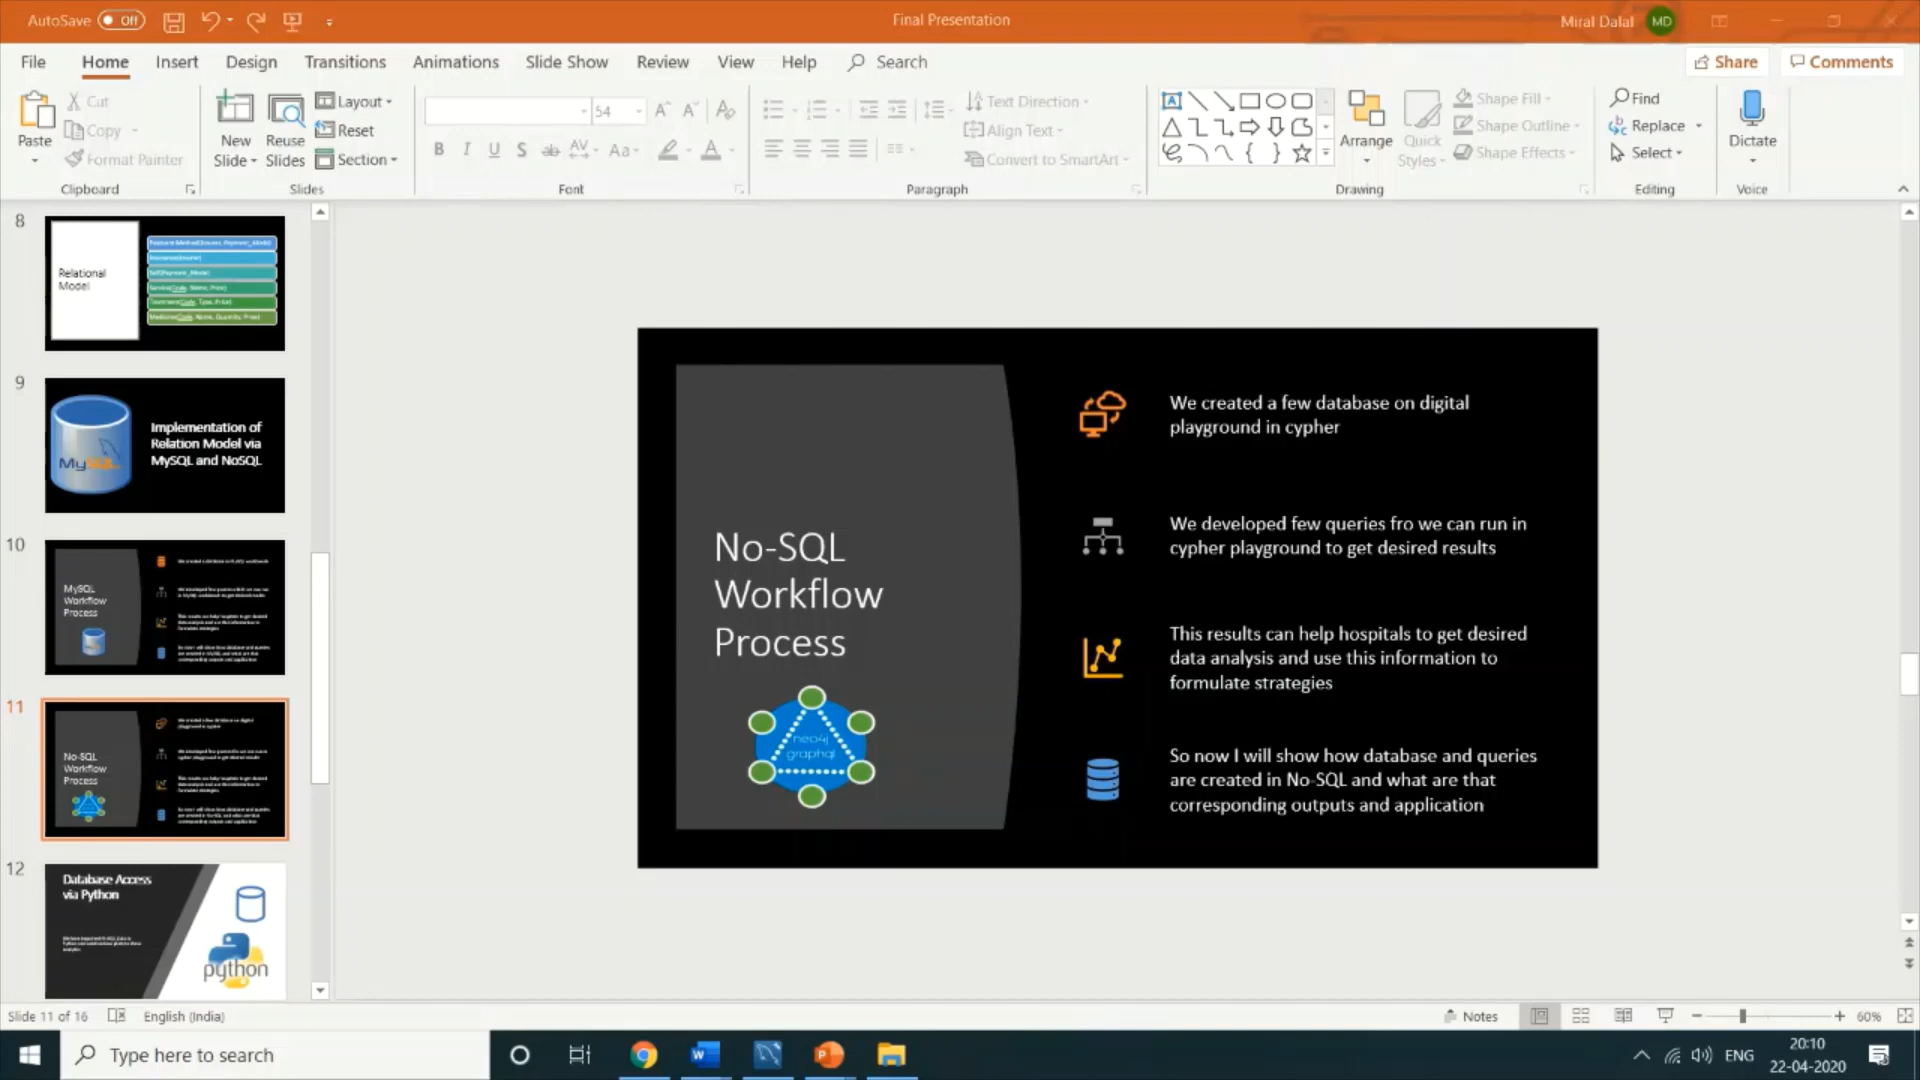 AutoSave Off
Final Presentation
Miral Dalal MD
File Home Insert Design Transitions Animations Slide Show Review View Help Search
Share Comments
Paste
Cut
Copy
Format Painter
Clipboard
New Slide
Reuse Slides
Layout
Reset
Section
Slides
54
B I U S ab AV Aa A
Font
Text Direction
Align Text
Convert to SmartArt
Paragraph
Arrange
Quick Styles
Shape Fill
Shape Outline
Shape Effects
Drawing
Find
Replace
Select
Editing
Dictate
Voice
8
Relational
Model
9
MySQL
Implementation of
Relation Model via
MySQL and NoSQL
10
MySQL
Workflow
Process
11
No-SQL
Workflow
Process
12
Database Access
via Python
python
No-SQL
Workflow
Process
neo4j
graphql
We created a few database on digital
playground in cypher
We developed few queries fro we can run in
cypher playground to get desired results
This results can help hospitals to get desired
data analysis and use this information to
formulate strategies
So now I will show how database and queries
are created in No-SQL and what are that
corresponding outputs and application
Slide 11 of 16 English (India)
Notes
60%
Type here to search
ENG
20:10
22-04-2020